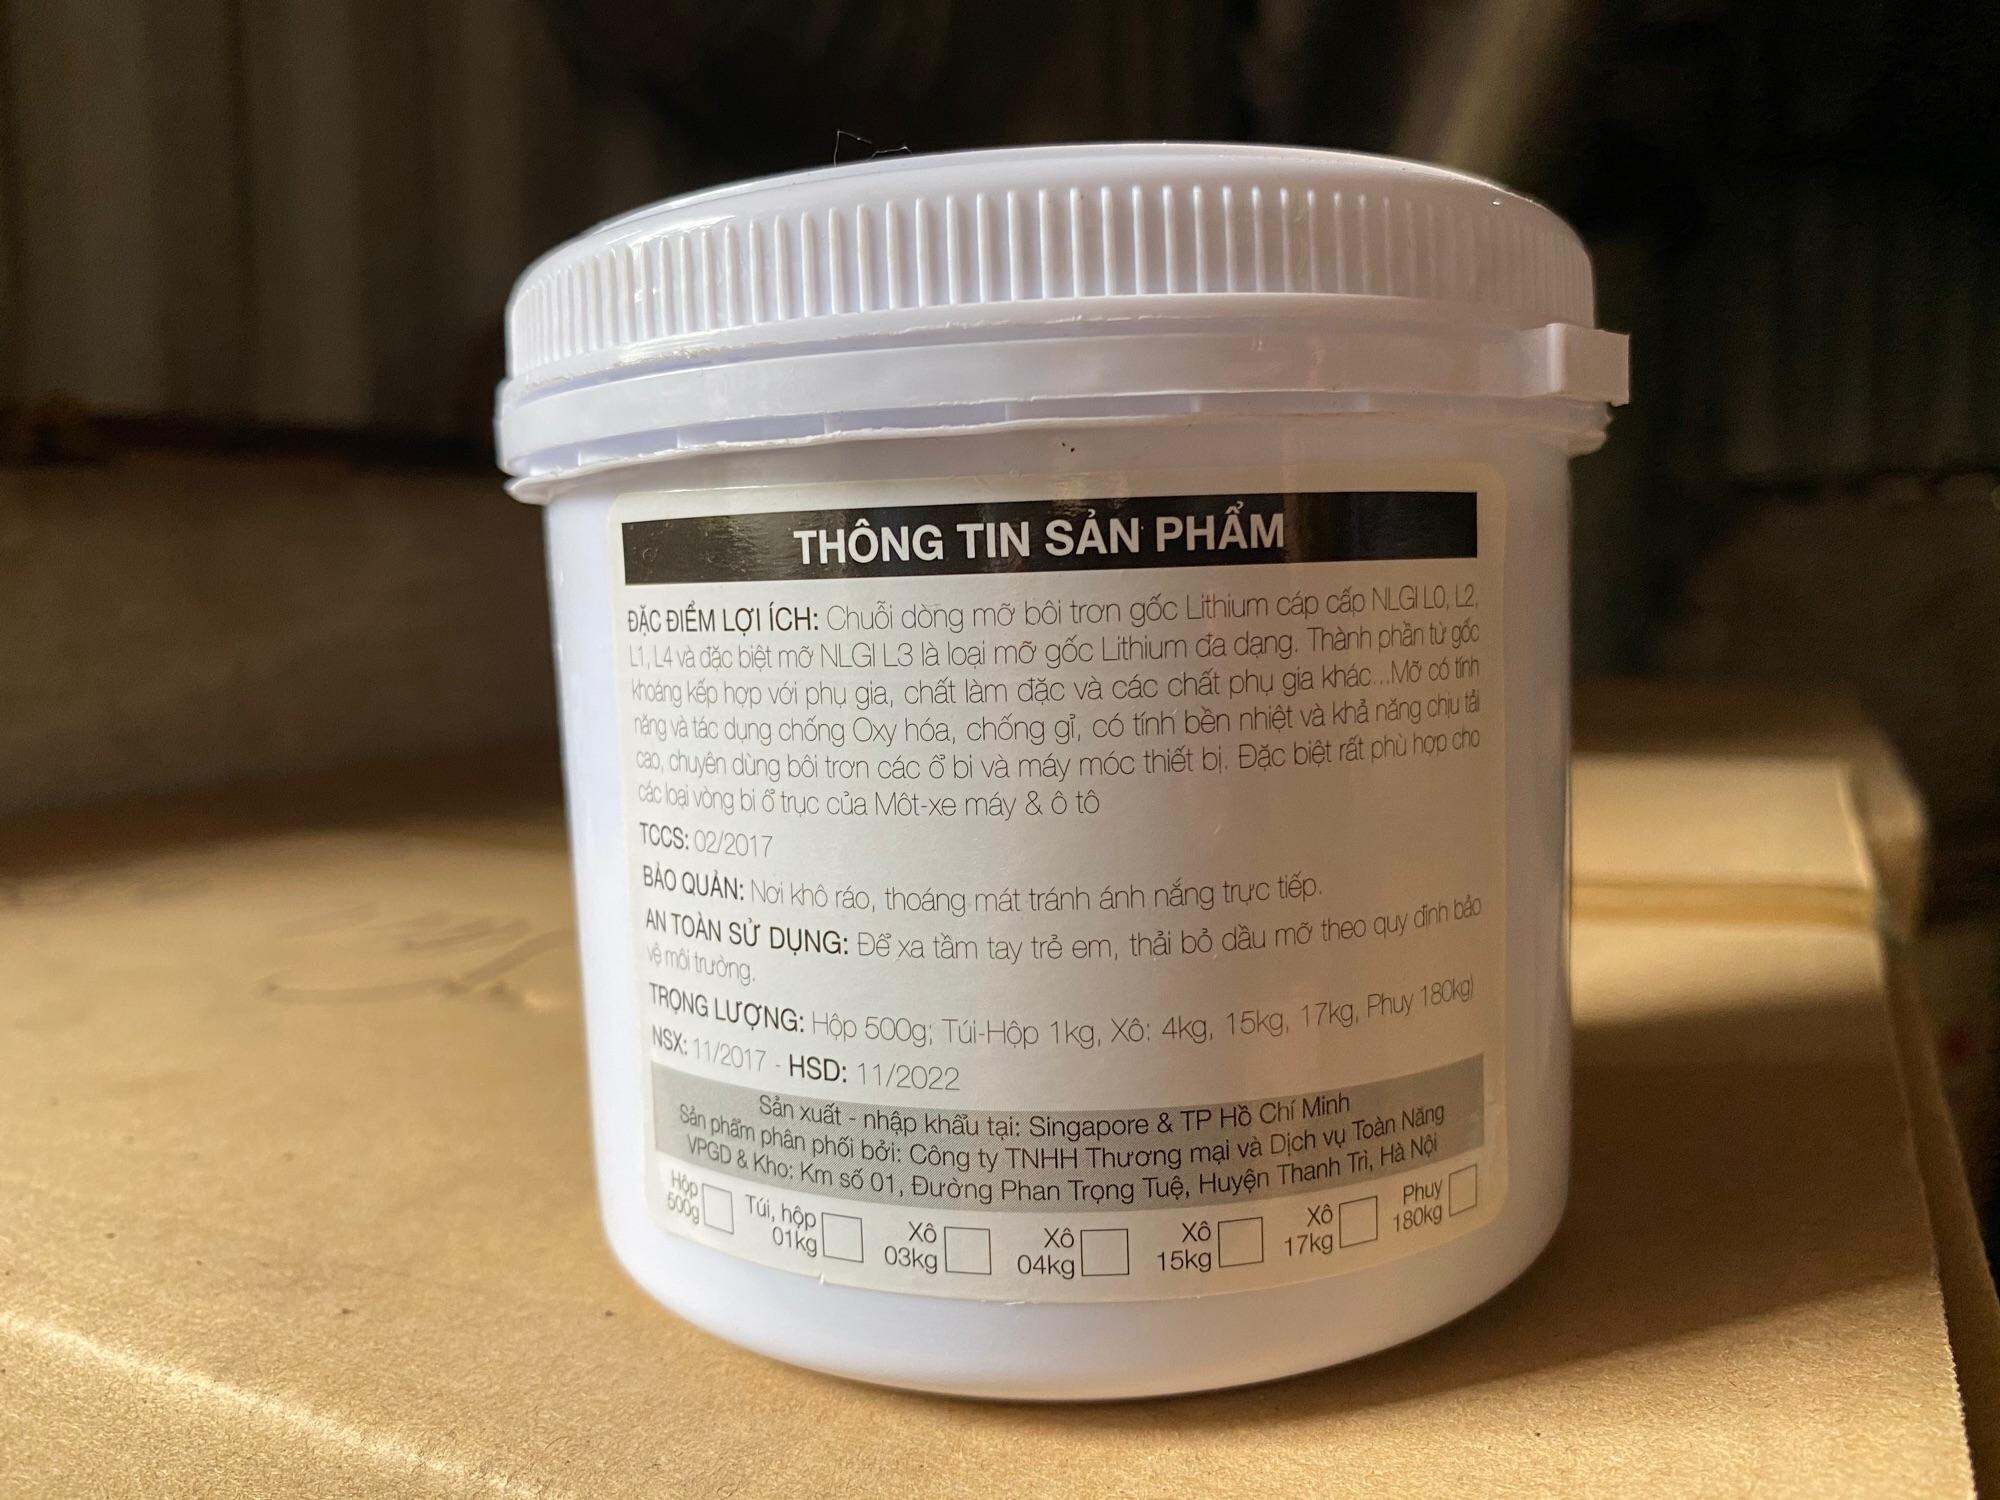 THÔNG TIN SẢN PHẨM
ĐẶC ĐIỂM LỢI ÍCH: Chuỗi dòng mỡ bôi trơn gốc Lithium cáp cấp NLGI L0, L2,
L1, L4 và đặc biệt mỡ NLGI L3 là loại mỡ gốc Lithium đa dạng. Thành phần từ gốc
khoáng kếp hợp với phụ gia, chất làm đặc và các chất phụ gia khác...Mỡ có tính
năng và tác dụng chống Oxy hóa, chống gỉ, có tính bền nhiệt và khả năng chịu tải
cao, chuyên dùng bôi trơn các ổ bi và máy móc thiết bị. Đặc biệt rất phù hợp cho
các loại vòng bi ổ trục của Môt-xe máy & ô tô
TCCS: 02/2017
BẢO QUẢN: Nơi khô ráo, thoáng mát tránh ánh nắng trực tiếp.
AN TOÀN SỬ DỤNG: Để xa tầm tay trẻ em, thải bỏ dầu mỡ theo quy định bảo
vệ môi trường.
TRỌNG LƯỢNG: Hộp 500g; Túi-Hộp 1kg, Xô: 4kg, 15kg, 17kg, Phuy 180kg)
NSX: 11/2017 - HSD: 11/2022
Sản xuất - nhập khẩu tại: Singapore & TP Hồ Chí Minh
Sản phẩm phân phối bởi: Công ty TNHH Thương mại và Dịch vụ Toàn Năng
VPGD & Kho: Km số 01, Đường Phan Trọng Tuệ, Huyện Thanh Trì, Hà Nội
Hộp 500g
Túi, hộp 01kg
Xô 03kg
Xô 04kg
Xô 15kg
Xô 17kg
Phuy 180kg